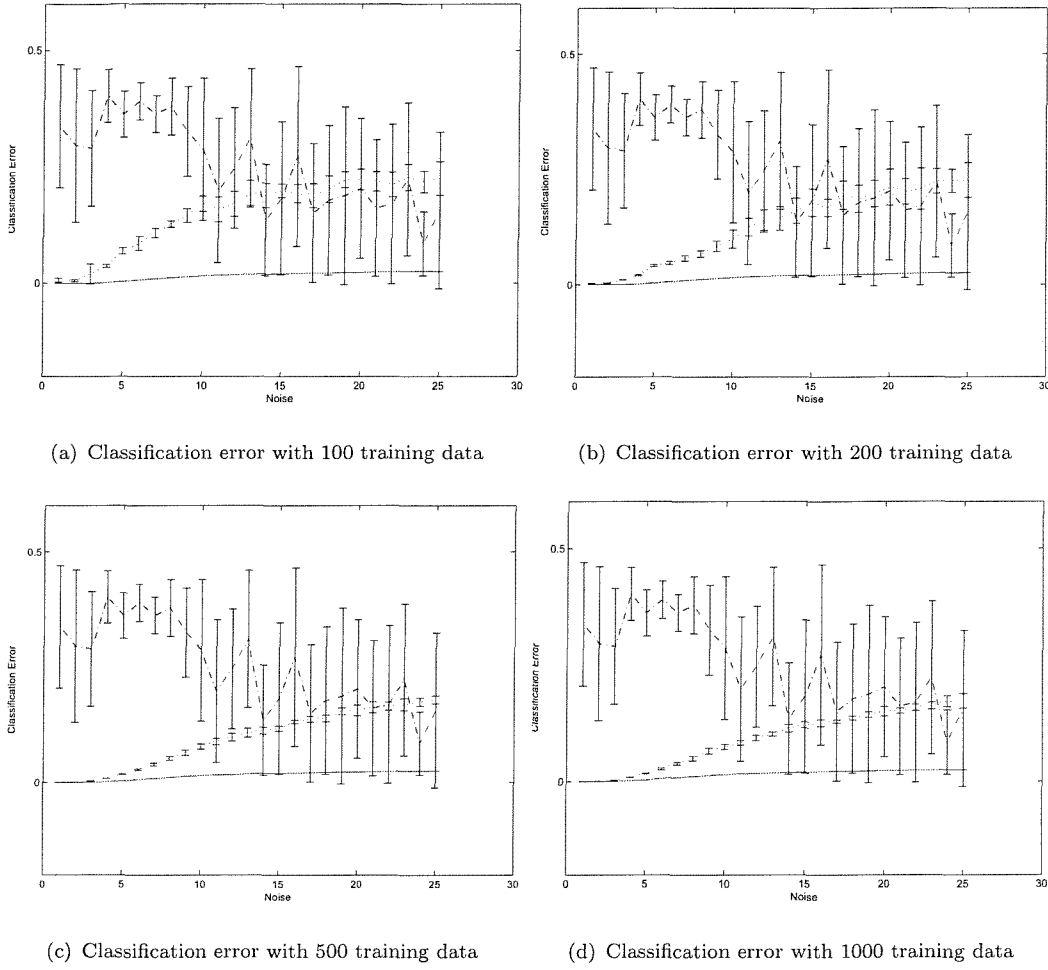 0.5
0
Classification Error
0 5 10 15 20 25 30
Noise
(a) Classification error with 100 training data
0.5
0
Classification Error
0 5 10 15 20 25 30
Noise
(b) Classification error with 200 training data
0.5
0
Classification Error
0 5 10 15 20 25 30
Noise
(c) Classification error with 500 training data
0.5
0
Classification Error
0 5 10 15 20 25 30
Noise
(d) Classification error with 1000 training data